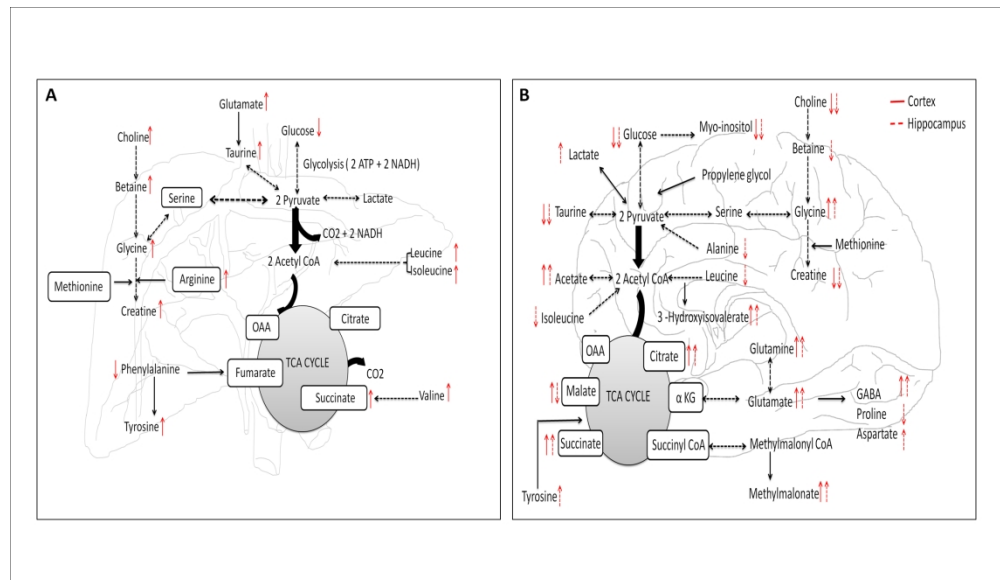 A
Glutamate
Choline
Glucose
Taurine
Glycolysis ( 2 ATP + 2 NADH)
Betaine
Serine
2 Pyruvate
Lactate
CO2 + 2 NADH
Glycine
Leucine
2 Acetyl CoA
Isoleucine
Methionine
Arginine
Creatine
OAA
Citrate
Phenylalanine
Fumarate
TCA CYCLE
CO2
Succinate
Valine
Tyrosine
B
Choline
Cortex
Hippocampus
Glucose
Myo-inositol
Lactate
Betaine
Propylene glycol
Taurine
2 Pyruvate
Serine
Glycine
Alanine
Methionine
Acetate
2 Acetyl CoA
Leucine
Creatine
Isoleucine
3 -Hydroxyisovalerate
OAA
Citrate
Glutamine
Malate
TCA CYCLE
α KG
Glutamate
GABA
Proline
Aspartate
Succinate
Succinyl CoA
Methylmalonyl CoA
Tyrosine
Methylmalonate